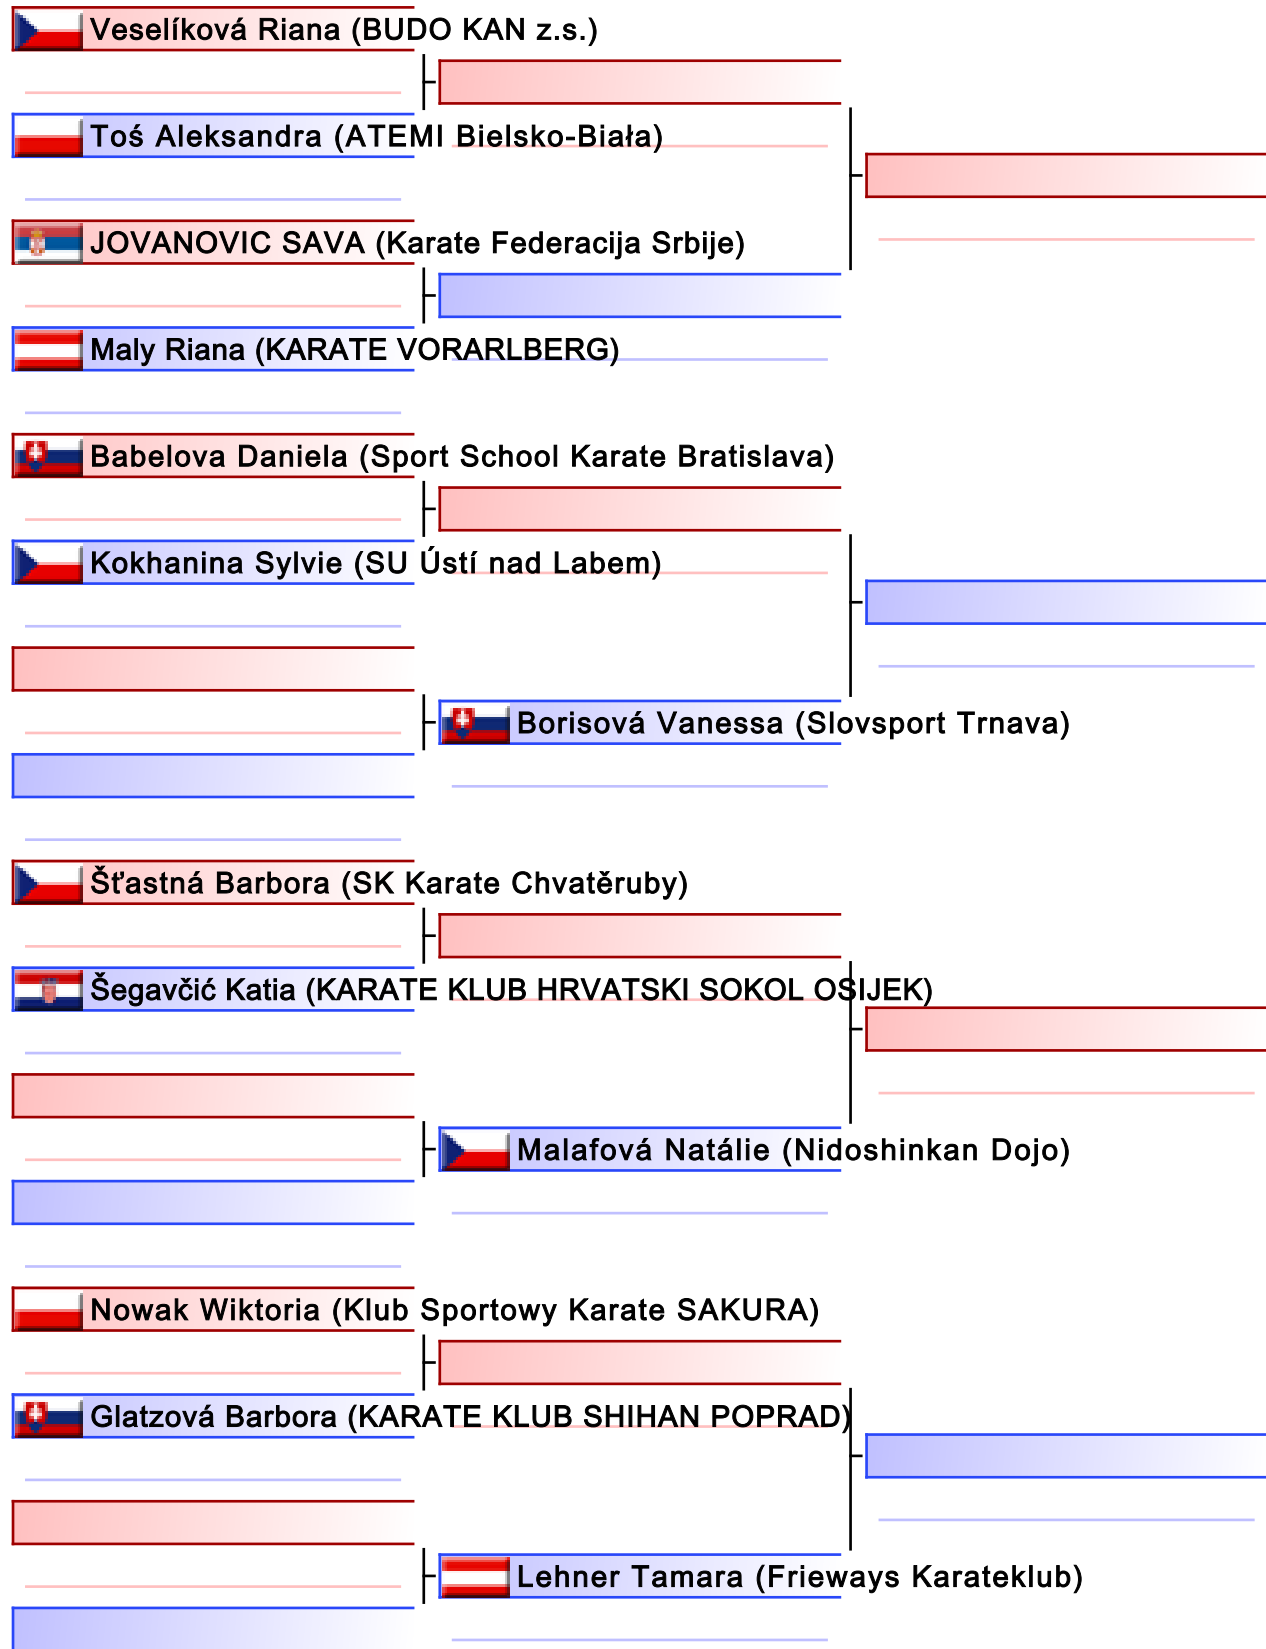 Veselíková Riana (BUDO KAN z.s.)
Toś Aleksandra (ATEMI Bielsko-Biała)
JOVANOVIC SAVA (Karate Federacija Srbije)
Maly Riana (KARATE VORARLBERG)
Babelova Daniela (Sport School Karate Bratislava)
Kokhanina Sylvie (SU Ústí nad Labem)
Borisová Vanessa (Slovsport Trnava)
Šťastná Barbora (SK Karate Chvatěruby)
Šegavčić Katia (KARATE KLUB HRVATSKI SOKOL OSIJEK)
Malafová Natálie (Nidoshinkan Dojo)
Nowak Wiktoria (Klub Sportowy Karate SAKURA)
Glatzová Barbora (KARATE KLUB SHIHAN POPRAD)
Lehner Tamara (Frieways Karateklub)